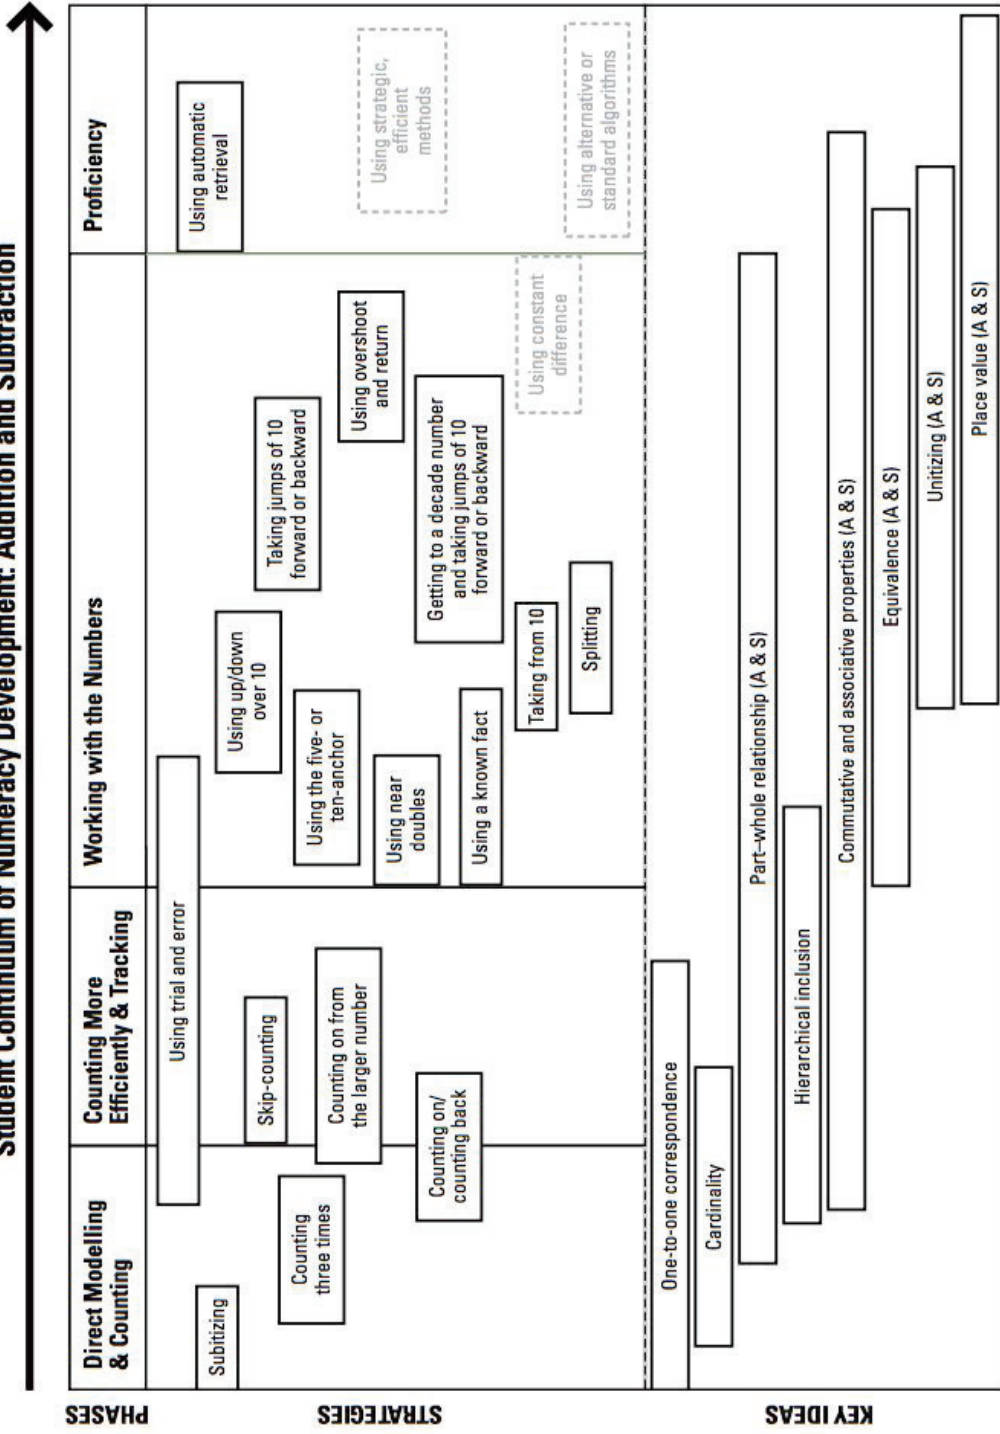 Student Continuum of Numeracy Development: Addition and Subtraction
PHASES
Direct Modelling
& Counting
Counting More
Efficiently & Tracking
Working with the Numbers
Proficiency
STRATEGIES
Using trial and error
Using automatic
retrieval
Subitizing
Using up/down
over 10
Skip-counting
Taking jumps of 10
forward or backward
Counting
three times
Using the five- or
ten-anchor
Counting on from
the larger number
Using overshoot
and return
Using strategic,
efficient
methods
Using near
doubles
Counting on/
counting back
Getting to a decade number
and taking jumps of 10
forward or backward
Using a known fact
Taking from 10
Using constant
difference
Splitting
Using alternative or
standard algorithms
KEY IDEAS
One-to-one correspondence
Cardinality
Part–whole relationship (A & S)
Hierarchical inclusion
Commutative and associative properties (A & S)
Equivalence (A & S)
Unitizing (A & S)
Place value (A & S)